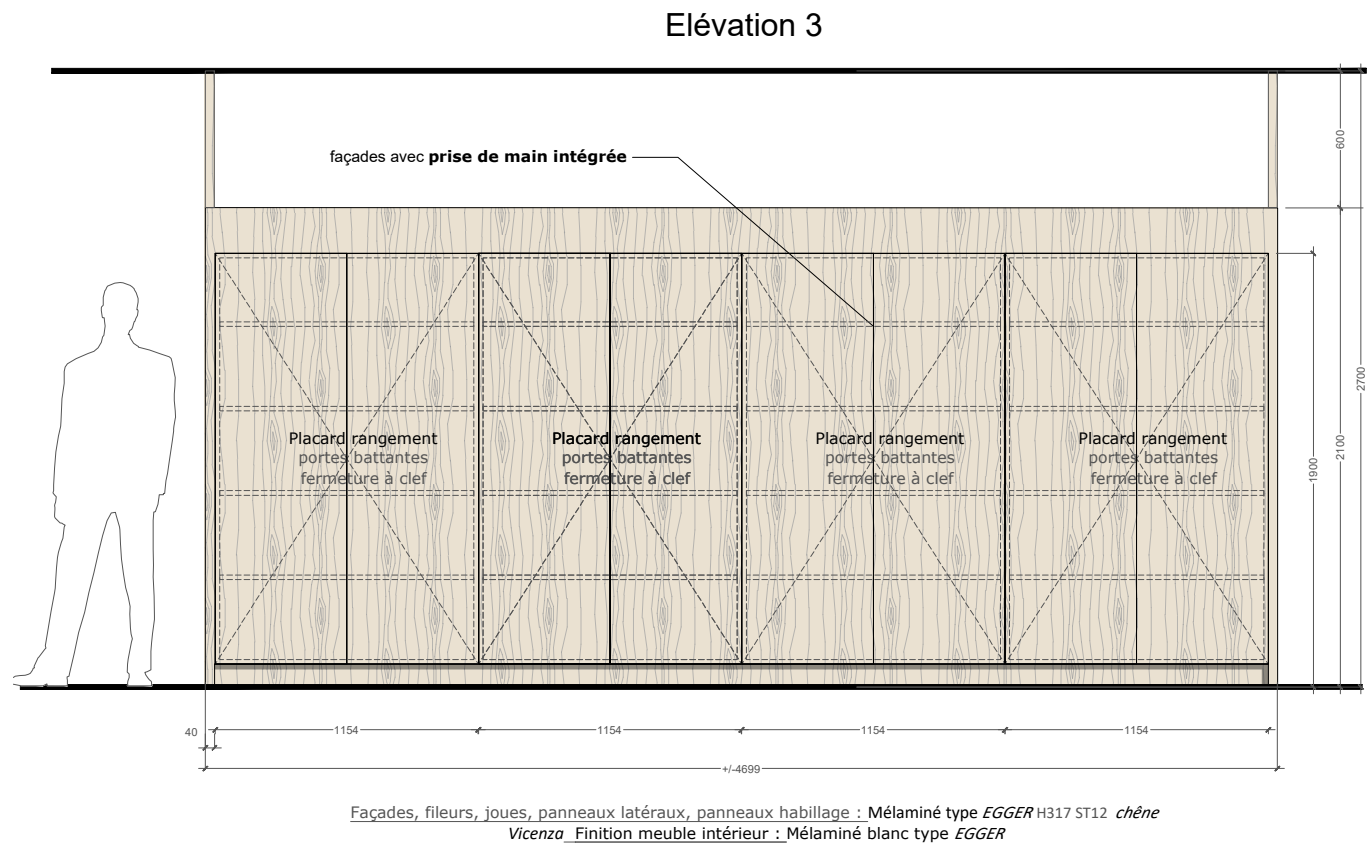 Elévation 3
600
façades avec prise de main intégrée
2700
2100
1900
Placard rangement
portes battantes
fermeture à clef
Placard rangement
portes battantes
fermeture à clef
Placard rangement
portes battantes
fermeture à clef
Placard rangement
portes battantes
fermeture à clef
40
1154
1154
1154
1154
+/-4699
Façades, fileurs, joues, panneaux latéraux, panneaux habillage : Mélaminé type EGGER H317 ST12 chêne
Vicenza Finition meuble intérieur : Mélaminé blanc type EGGER